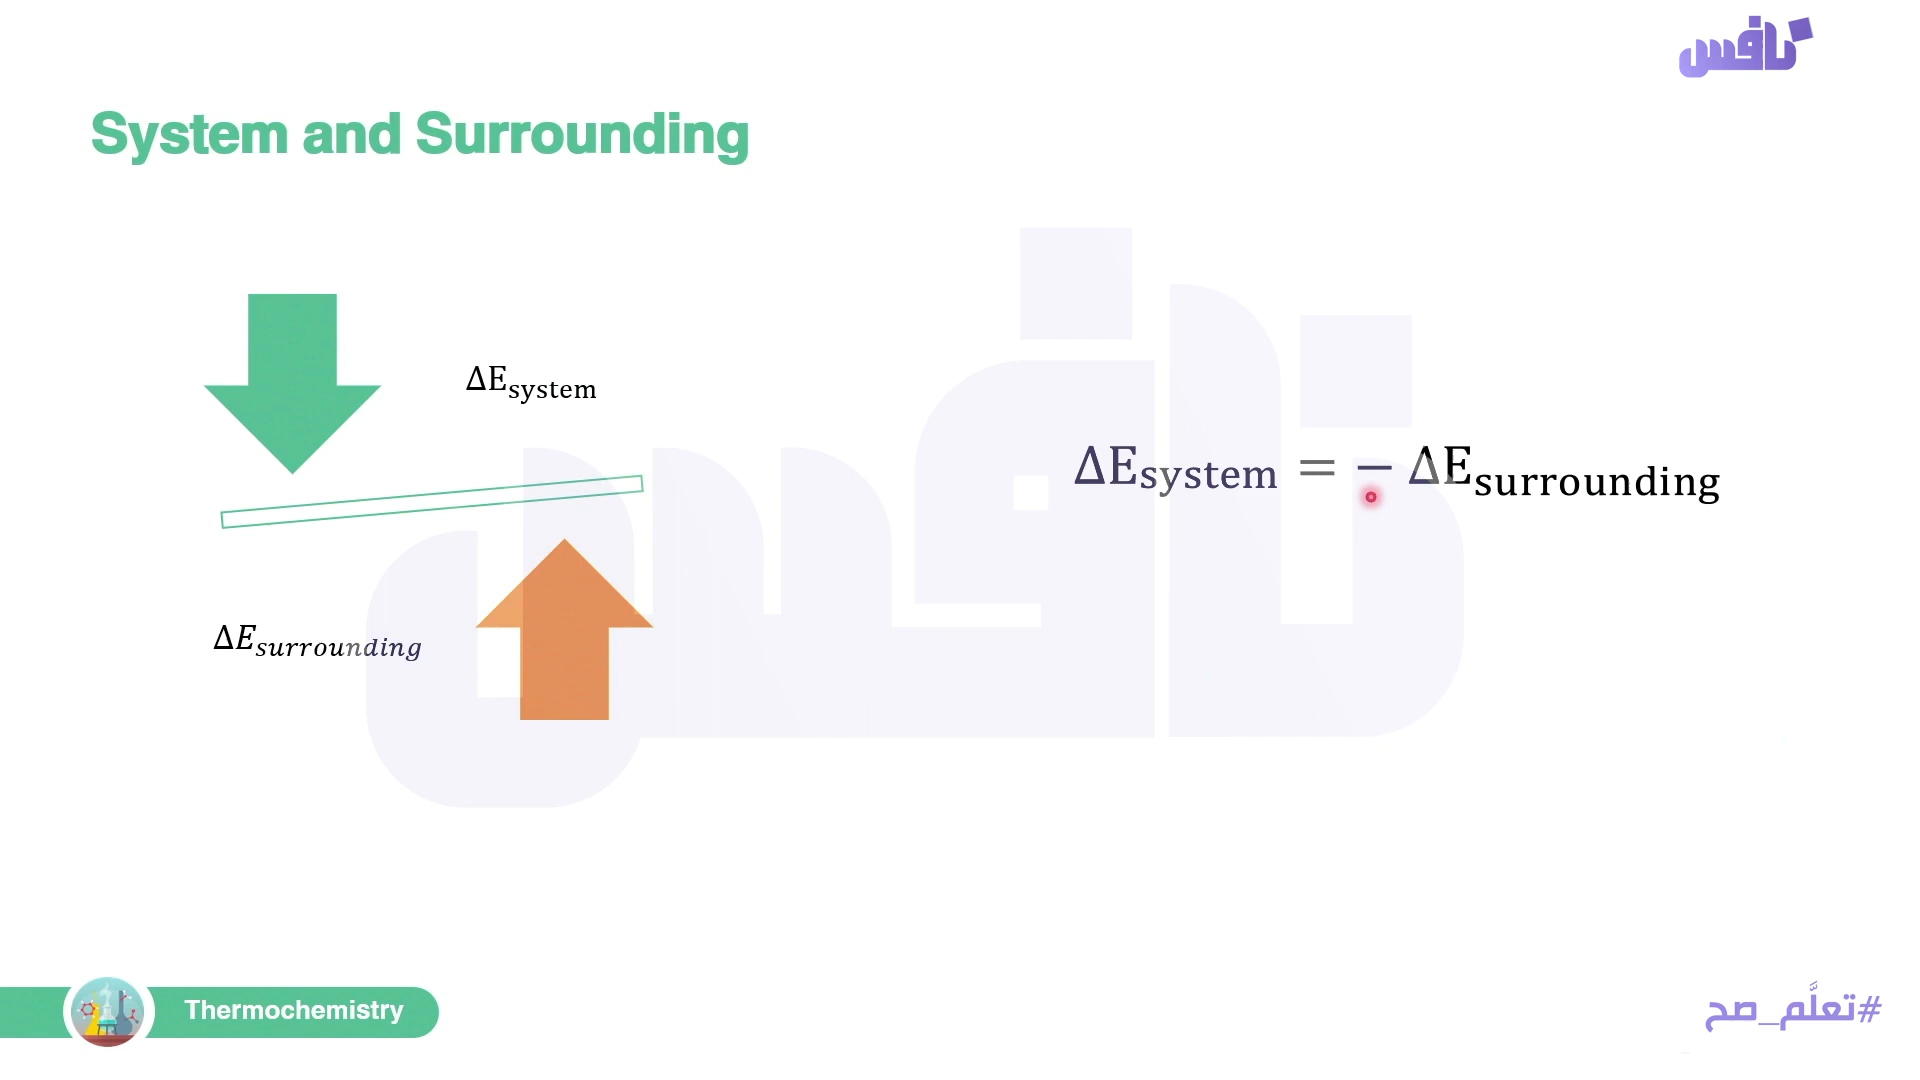 نافس
System and Surrounding
ΔEsystem
ΔEsystem = − ΔEsurrounding
ΔEsurrounding
Thermochemistry
#تعلَّم_صح